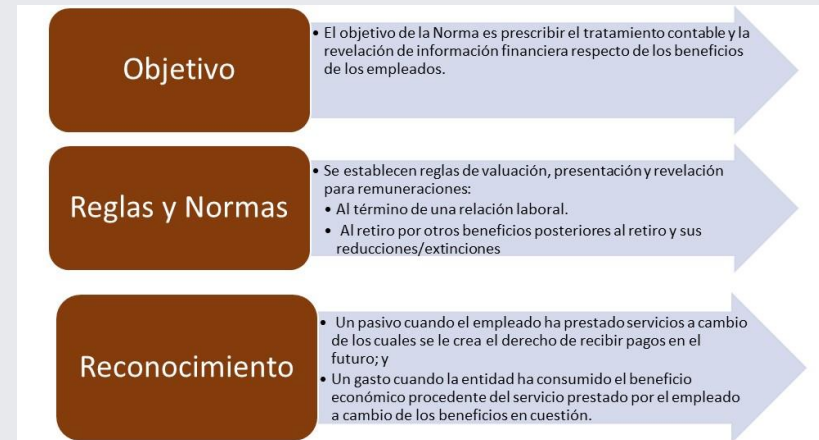 Objetivo
• El objetivo de la Norma es prescribir el tratamiento contable y la
revelación de información financiera respecto de los beneficios
de los empleados.
Reglas y Normas
• Se establecen reglas de valuación, presentación y revelación
para remuneraciones:
• Al término de una relación laboral.
• Al retiro por otros beneficios posteriores al retiro y sus
reducciones/extinciones
Reconocimiento
• Un pasivo cuando el empleado ha prestado servicios a cambio
de los cuales se le crea el derecho de recibir pagos en el
futuro; y
• Un gasto cuando la entidad ha consumido el beneficio
económico procedente del servicio prestado por el empleado
a cambio de los beneficios en cuestión.